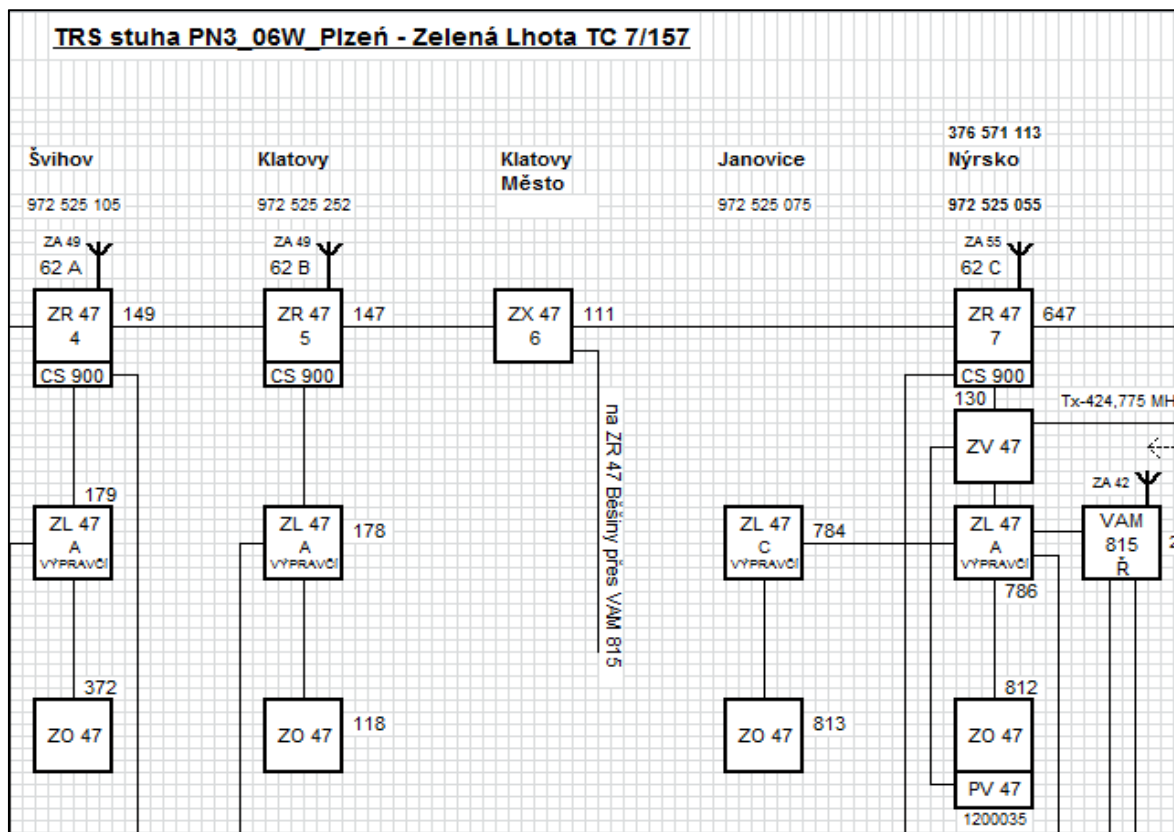 TRS stuha PN3_06W_Plzeň - Zelená Lhota TC 7/157
376 571 113
Švihov
Klatovy
Klatovy
Město
Janovice
Nýrsko
972 525 105
972 525 252
972 525 075
972 525 055
ZA 49
62 A
ZA 49
62 B
ZA 55
62 C
ZR 47
4
149
ZR 47
5
147
ZX 47
6
111
ZR 47
7
647
CS 900
CS 900
CS 900
130
Tx-424,775 MH
na ZR 47 Běšiny přes VAM 815
ZV 47
ZA 42
179
ZL 47
A
VÝPRAVČÍ
ZL 47
A
VÝPRAVČÍ
178
ZL 47
C
VÝPRAVČÍ
784
ZL 47
A
VÝPRAVČÍ
786
VAM
815
Ř
2
372
ZO 47
ZO 47
118
ZO 47
813
812
ZO 47
PV 47
1200035